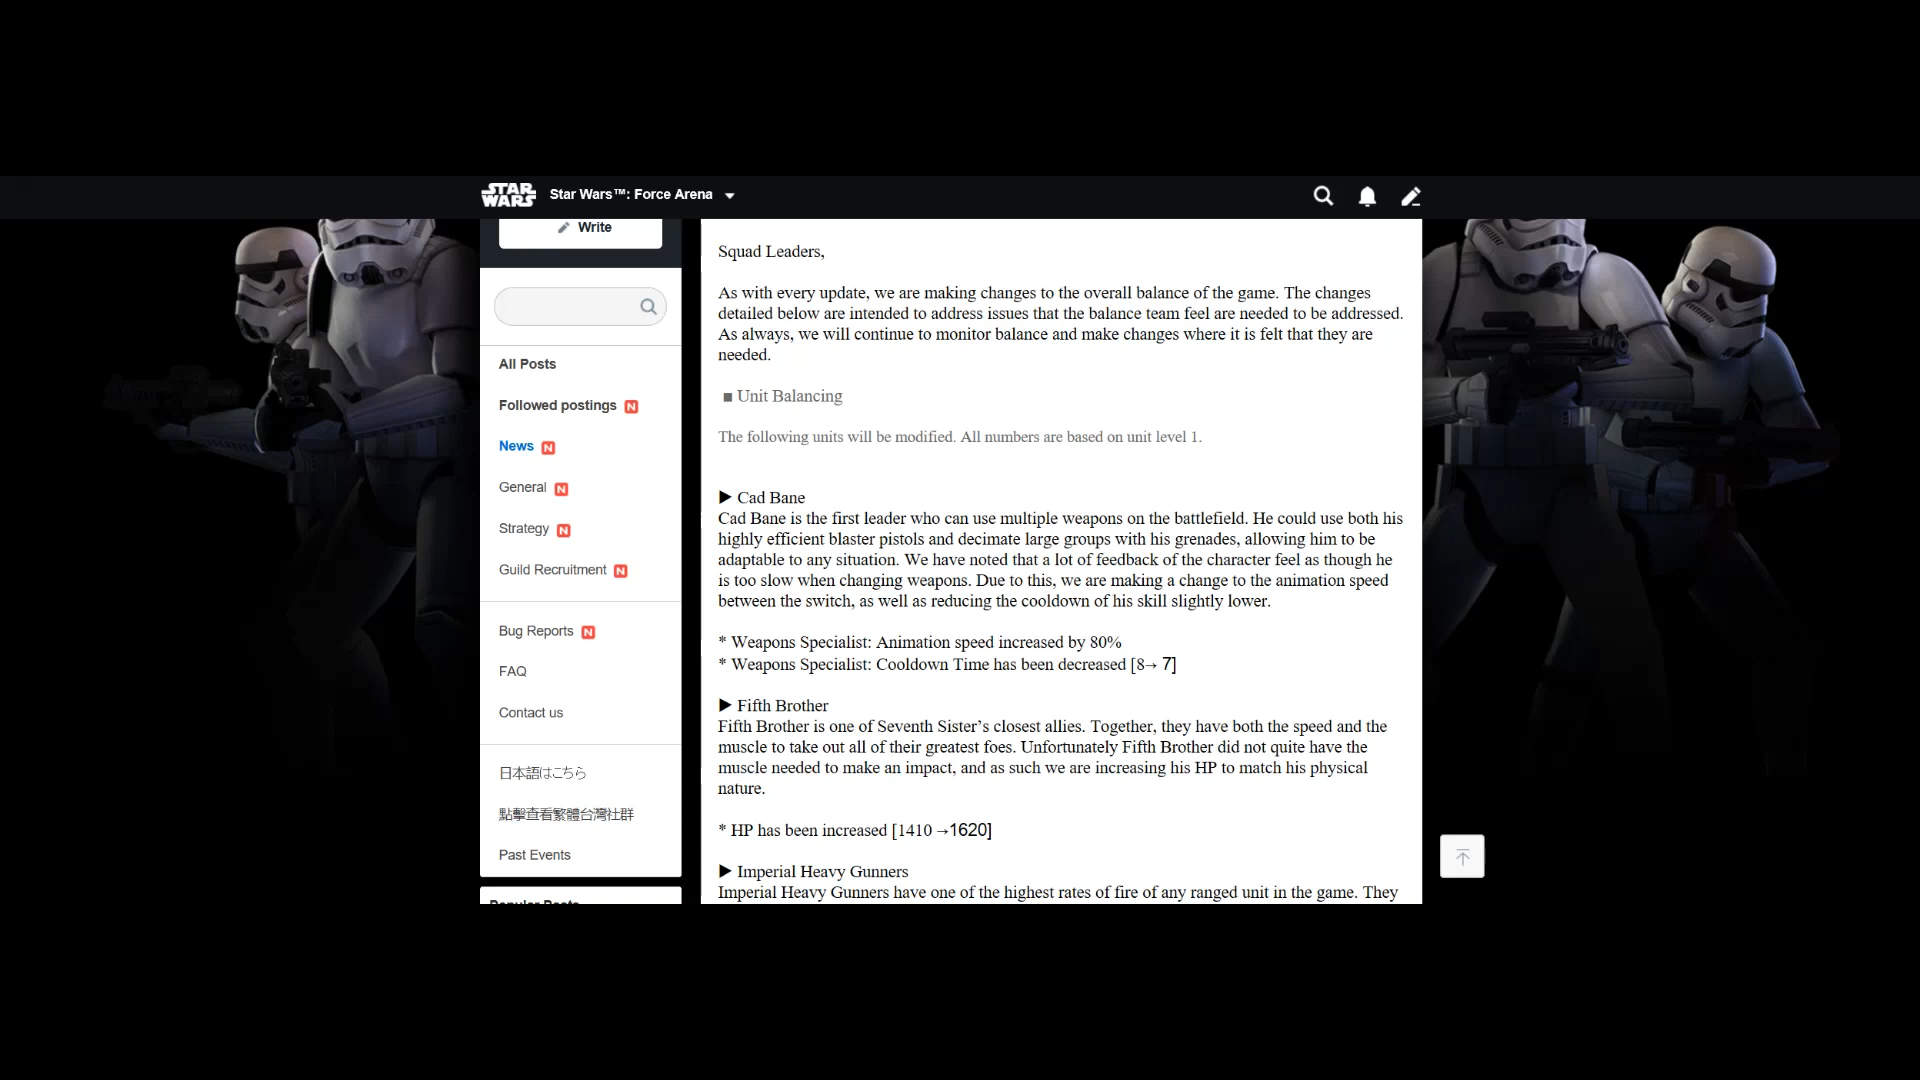 STAR WARS
Star Wars™: Force Arena
Write
All Posts
Followed postings N
News N
General N
Strategy N
Guild Recruitment N
Bug Reports N
FAQ
Contact us
日本語はこちら
點擊查看繁體台灣社群
Past Events
Popular Posts
Squad Leaders,
As with every update, we are making changes to the overall balance of the game. The changes
detailed below are intended to address issues that the balance team feel are needed to be addressed.
As always, we will continue to monitor balance and make changes where it is felt that they are
needed.
■ Unit Balancing
The following units will be modified. All numbers are based on unit level 1.
▶ Cad Bane
Cad Bane is the first leader who can use multiple weapons on the battlefield. He could use both his
highly efficient blaster pistols and decimate large groups with his grenades, allowing him to be
adaptable to any situation. We have noted that a lot of feedback of the character feel as though he
is too slow when changing weapons. Due to this, we are making a change to the animation speed
between the switch, as well as reducing the cooldown of his skill slightly lower.
* Weapons Specialist: Animation speed increased by 80%
* Weapons Specialist: Cooldown Time has been decreased [8→ 7]
▶ Fifth Brother
Fifth Brother is one of Seventh Sister’s closest allies. Together, they have both the speed and the
muscle to take out all of their greatest foes. Unfortunately Fifth Brother did not quite have the
muscle needed to make an impact, and as such we are increasing his HP to match his physical
nature.
* HP has been increased [1410 →1620]
▶ Imperial Heavy Gunners
Imperial Heavy Gunners have one of the highest rates of fire of any ranged unit in the game. They